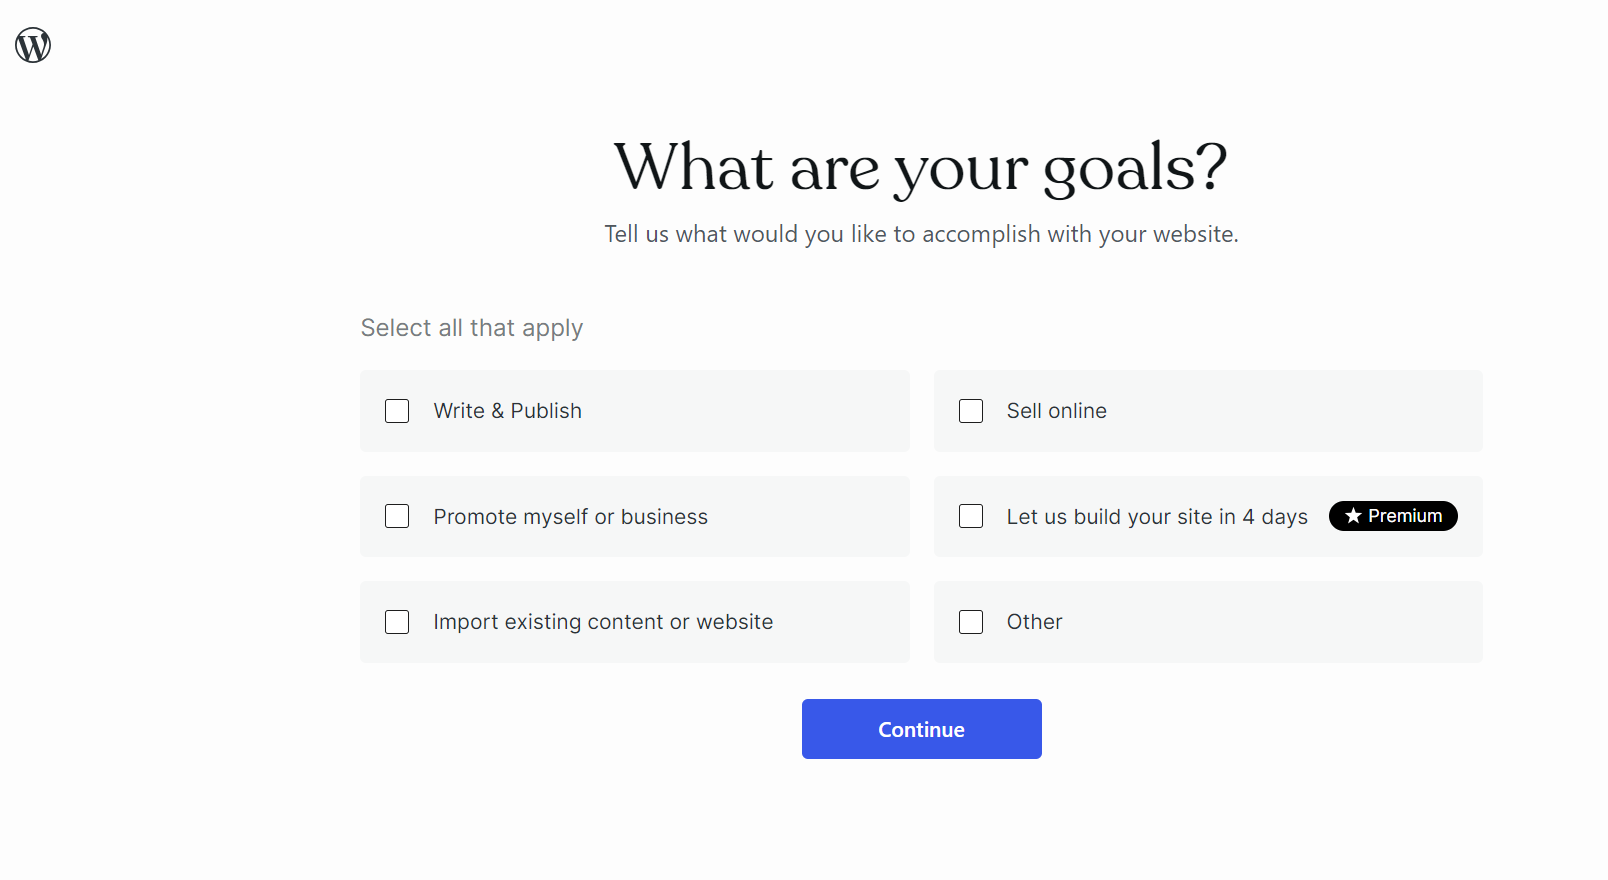 What are your goals?
Tell us what would you like to accomplish with your website.
Select all that apply
Write & Publish
Sell online
Promote myself or business
Let us build your site in 4 days
Premium
Import existing content or website
Other
Continue